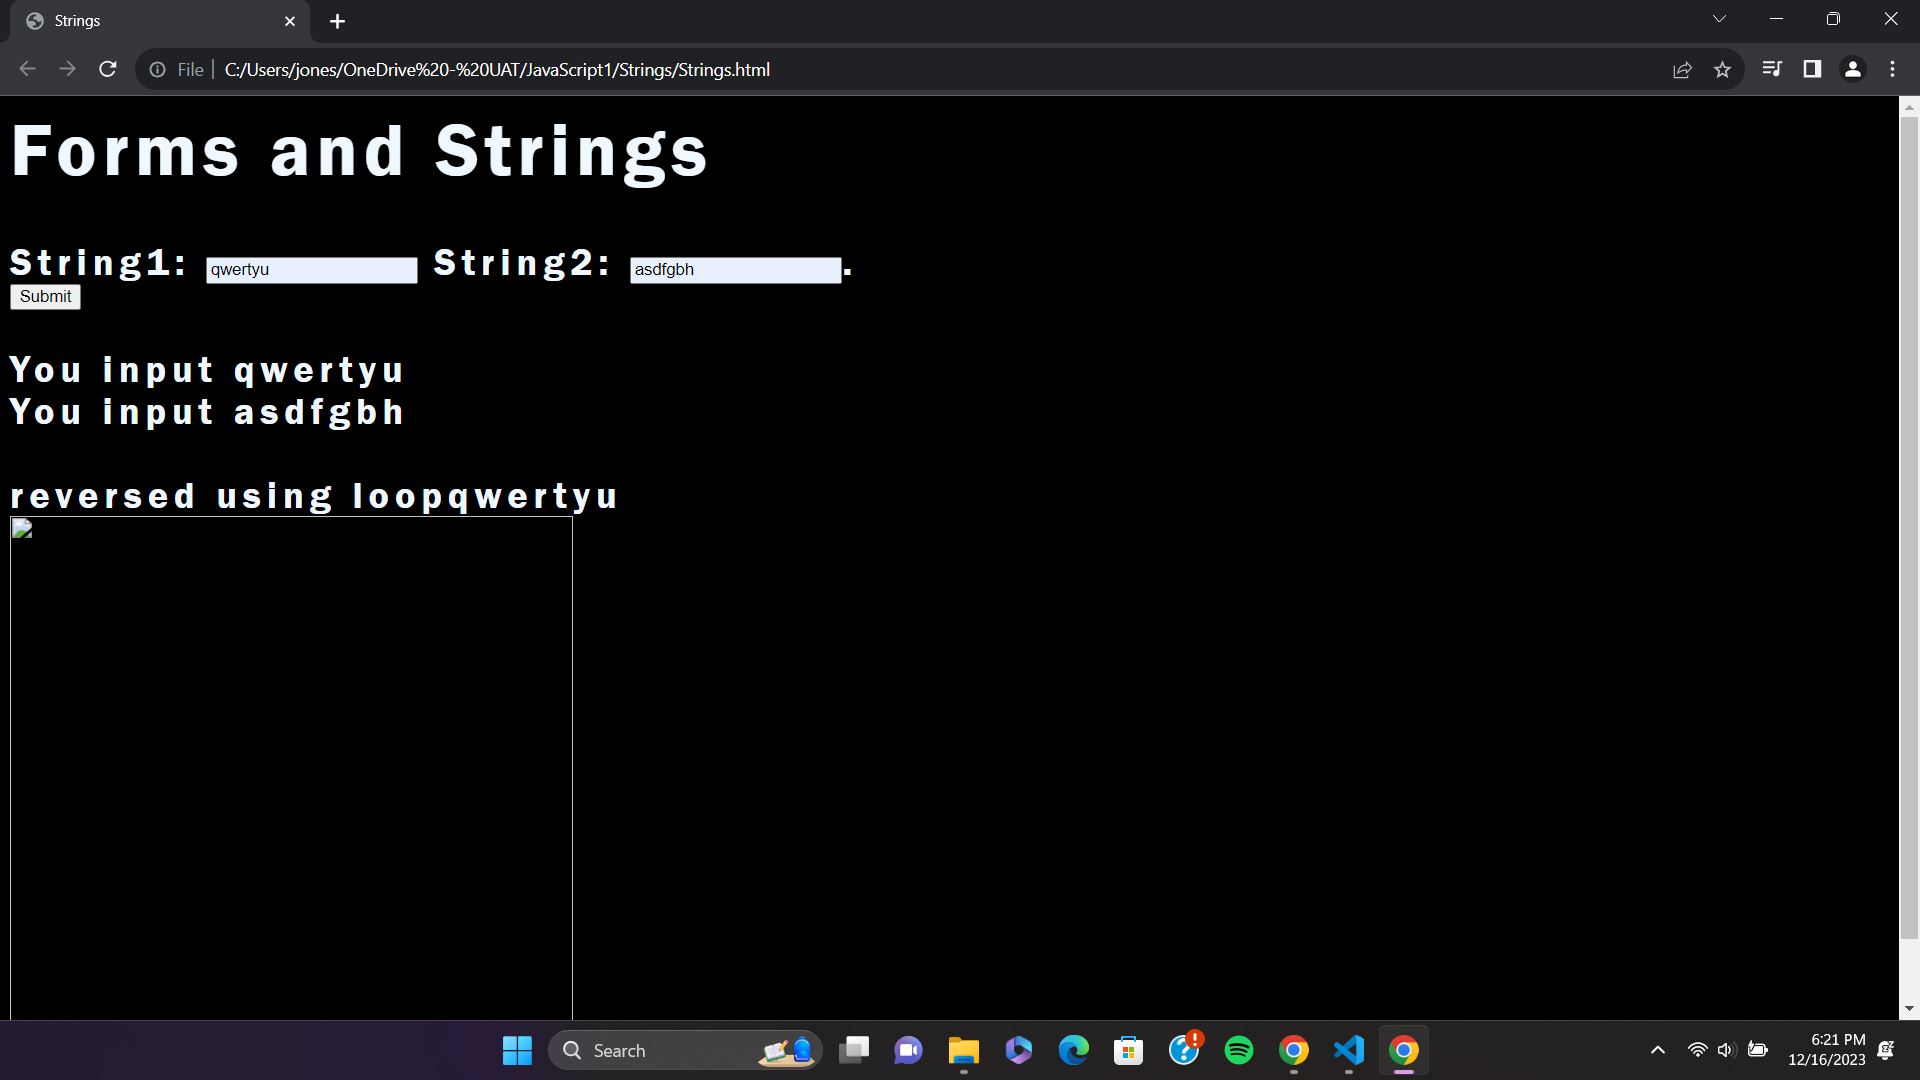 Strings
File
C:/Users/jones/OneDrive%20-%20UAT/JavaScript1/Strings/Strings.html
Forms and Strings
String1: qwertyu String2: asdfgbh.
Submit
You input qwertyu
You input asdfgbh
reversed using loopqwertyu
Search
6:21 PM
12/16/2023